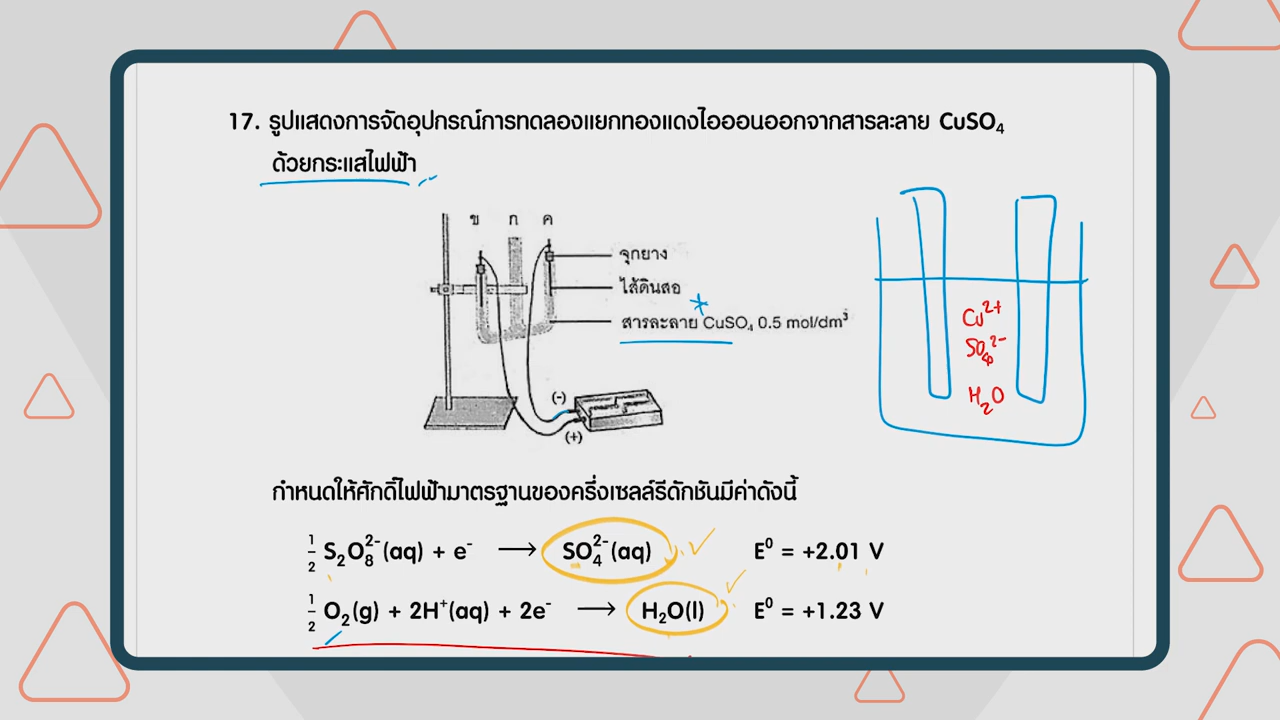 17. รูปแสดงการจัดอุปกรณ์การทดลองแยกทองแดงไอออนออกจากสารละลาย CuSO₄
ด้วยกระแสไฟฟ้า
ข ก ค
จุกยาง
ไส้ดินสอ
สารละลาย CuSO₄ 0.5 mol/dm³
(-)
(+)
Cu²⁺
SO₄²⁻
H₂O
กำหนดให้ศักดิ์ไฟฟ้ามาตรฐานของครึ่งเซลล์รีดักชันมีค่าดังนี้
½ S₂O₈²⁻(aq) + e⁻ ⟶ SO₄²⁻(aq) E⁰ = +2.01 V
½ O₂(g) + 2H⁺(aq) + 2e⁻ ⟶ H₂O(l) E⁰ = +1.23 V